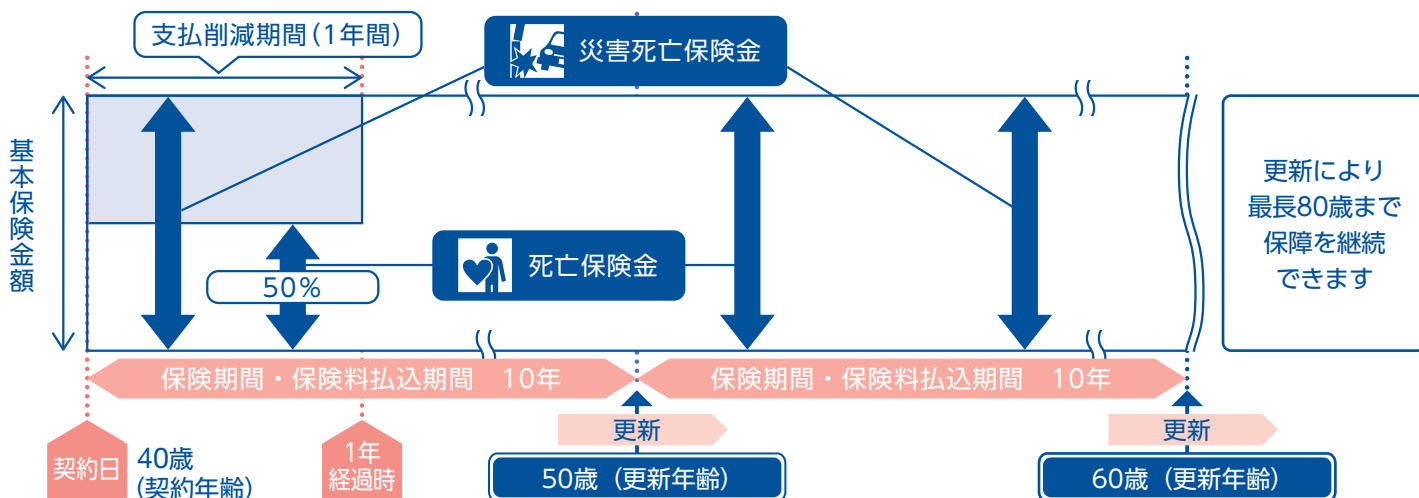 支払削減期間(1年間)
災害死亡保険金
基本保険金額
50%
死亡保険金
更新により
最長80歳まで
保障を継続
できます
保険期間・保険料払込期間　10年
保険期間・保険料払込期間　10年
契約日
40歳
(契約年齢)
1年
経過時
更新
50歳(更新年齢)
更新
60歳(更新年齢)